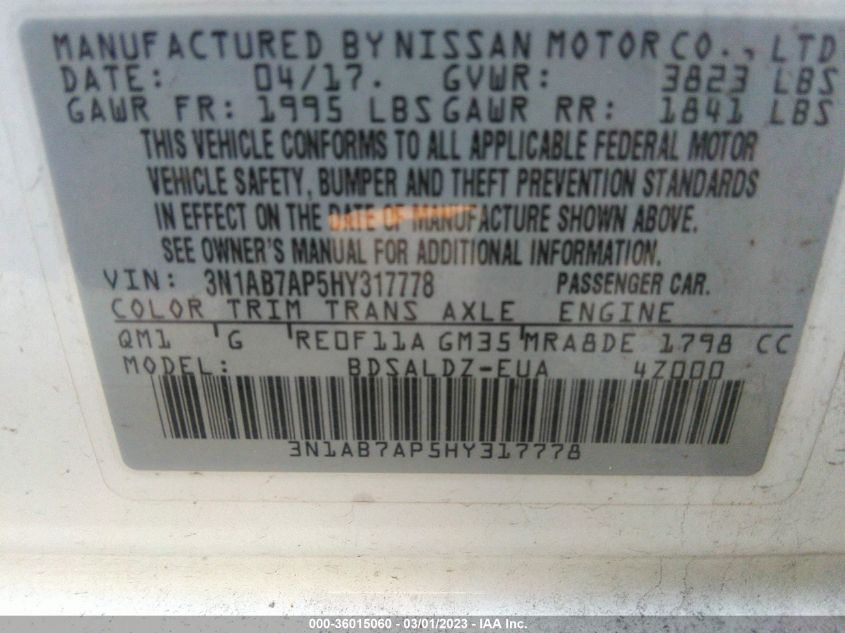 MANUFACTURED BY NISSAN MOTOR CO., LTD
DATE: 04/17. GVWR: 3823 LBS
GAWR FR: 1995 LBS GAWR RR: 1841 LBS
THIS VEHICLE CONFORMS TO ALL APPLICABLE FEDERAL MOTOR
VEHICLE SAFETY, BUMPER AND THEFT PREVENTION STANDARDS
IN EFFECT ON THE DATE OF MANUFACTURE SHOWN ABOVE.
SEE OWNER'S MANUAL FOR ADDITIONAL INFORMATION.
VIN: 3N1AB7AP5HY317778 PASSENGER CAR.
COLOR TRIM TRANS AXLE ENGINE
QM1 G RE0F11A GM35 MRA8DE 1798 CC
MODEL: BDSALDZ-EUA 4Z000
3N1AB7AP5HY317778
000-36015060 - 03/01/2023 - IAA Inc.